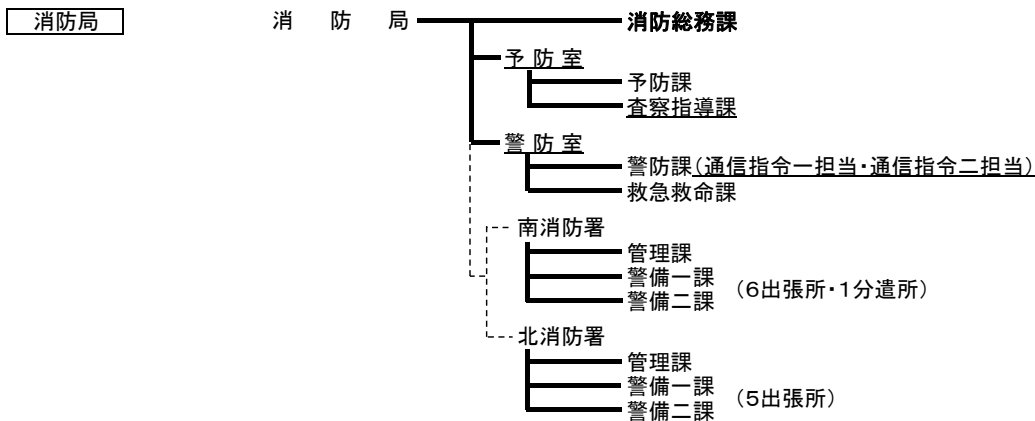 消防局
消防局
消防総務課
予防室
予防課
査察指導課
警防室
警防課(通信指令一担当・通信指令二担当)
救急救命課
南消防署
管理課
警備一課
警備二課
（6出張所・1分遣所）
北消防署
管理課
警備一課
警備二課
（5出張所）